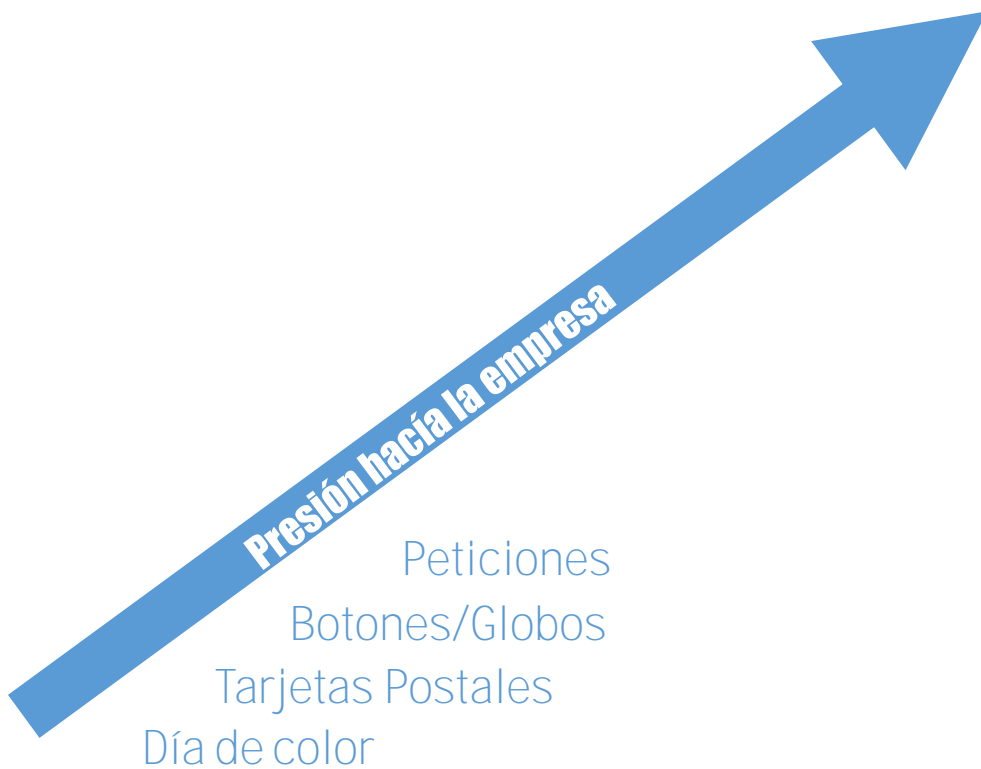 Presión hacía la empresa
Peticiones
Botones/Globos
Tarjetas Postales
Día de color